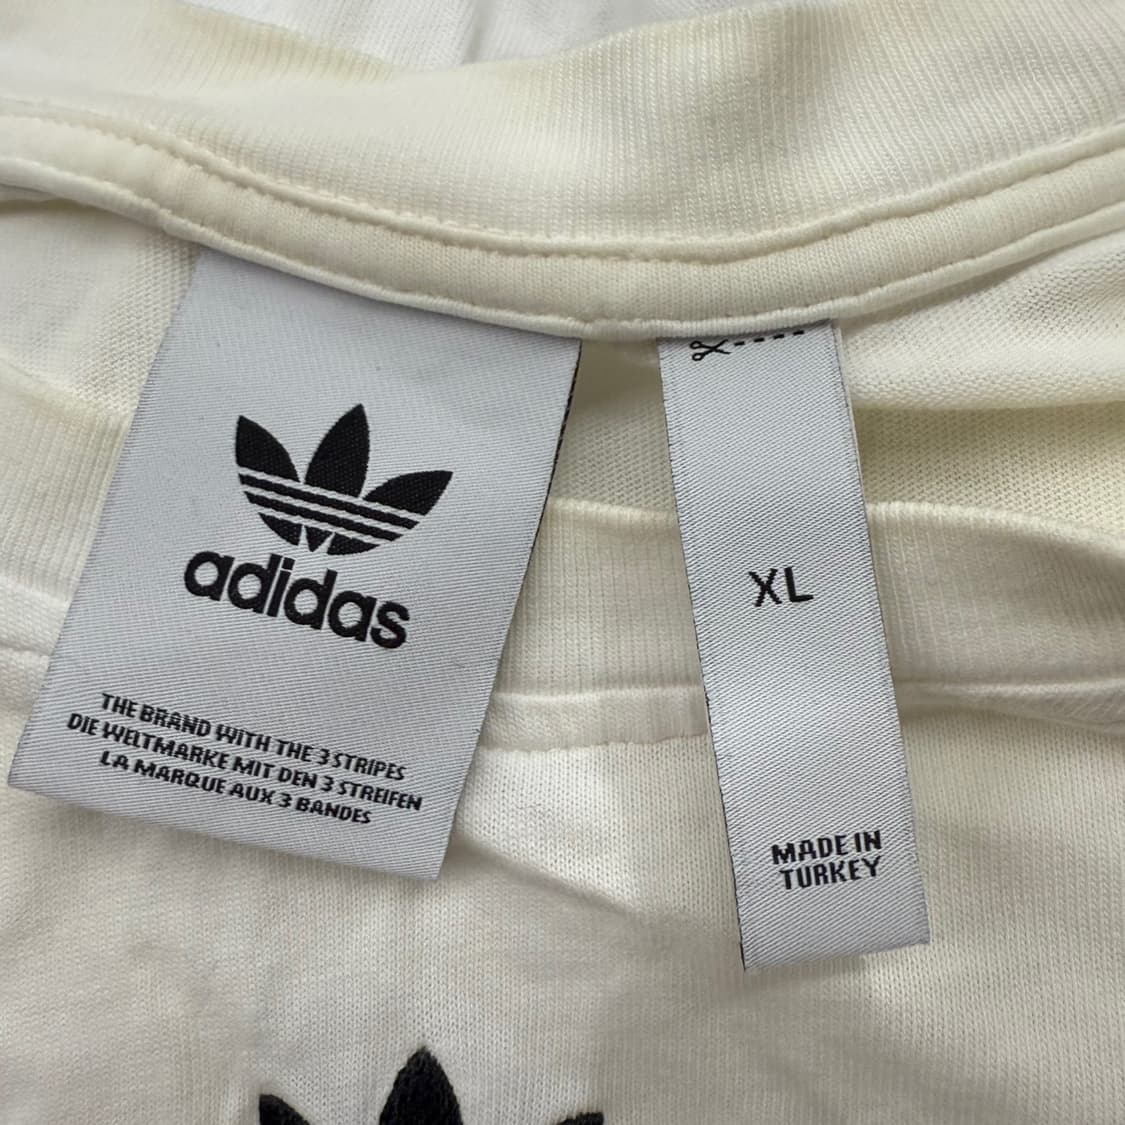 adidas
THE BRAND WITH THE 3 STRIPES
DIE WELTMARKE MIT DEN 3 STREIFEN
LA MARQUE AUX 3 BANDES
XL
MADE IN
TURKEY